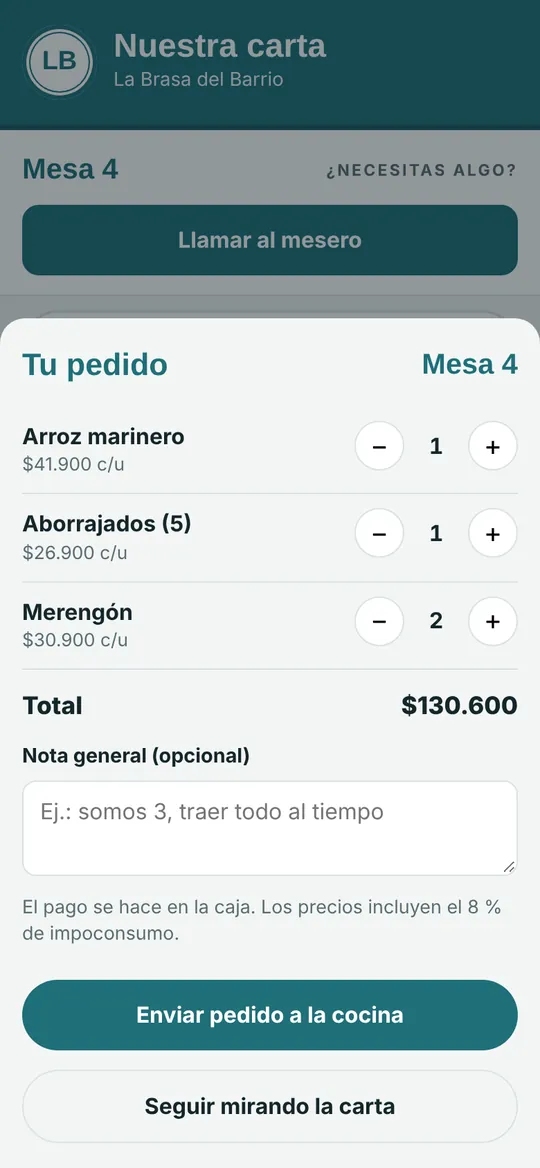 LB
Nuestra carta
La Brasa del Barrio
Mesa 4
¿NECESITAS ALGO?
Llamar al mesero
Tu pedido
Mesa 4
Arroz marinero
$41.900 c/u
− 1 +
Aborrajados (5)
$26.900 c/u
− 1 +
Merengón
$30.900 c/u
− 2 +
Total
$130.600
Nota general (opcional)
Ej.: somos 3, traer todo al tiempo
El pago se hace en la caja. Los precios incluyen el 8 %
de impoconsumo.
Enviar pedido a la cocina
Seguir mirando la carta